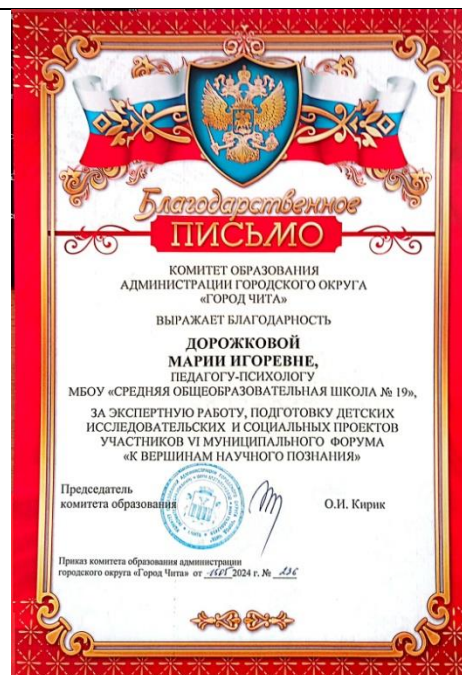 Благодарственное
ПИСЬМО
КОМИТЕТ ОБРАЗОВАНИЯ
АДМИНИСТРАЦИИ ГОРОДСКОГО ОКРУГА
«ГОРОД ЧИТА»
ВЫРАЖАЕТ БЛАГОДАРНОСТЬ
ДОРОЖКОВОЙ
МАРИИ ИГОРЕВНЕ,
ПЕДАГОГУ-ПСИХОЛОГУ
МБОУ «СРЕДНЯЯ ОБЩЕОБРАЗОВАТЕЛЬНАЯ ШКОЛА № 19»,
ЗА ЭКСПЕРТНУЮ РАБОТУ, ПОДГОТОВКУ ДЕТСКИХ
ИССЛЕДОВАТЕЛЬСКИХ И СОЦИАЛЬНЫХ ПРОЕКТОВ
УЧАСТНИКОВ VI МУНИЦИПАЛЬНОГО ФОРУМА
«К ВЕРШИНАМ НАУЧНОГО ПОЗНАНИЯ»
Председатель
комитета образования О.И. Кирик
Приказ комитета образования администрации
городского округа «Город Чита» от 1605 2024 г. № 236